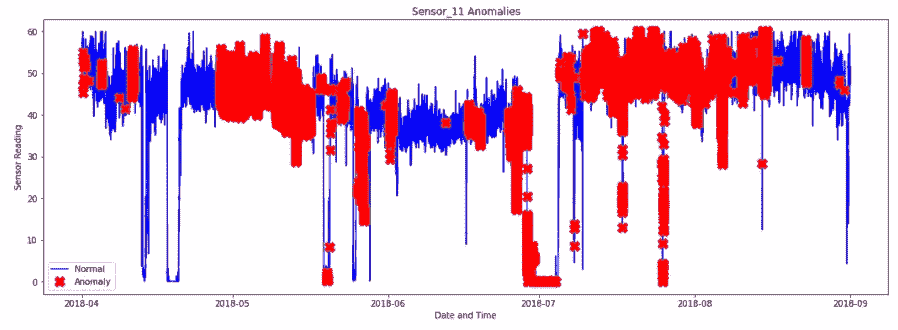 Sensor_11 Anomalies
60
50
40
30
20
10
0
Sensor Reading
Normal
Anomaly
2018-04
2018-05
2018-06
2018-07
2018-08
2018-09
Date and Time